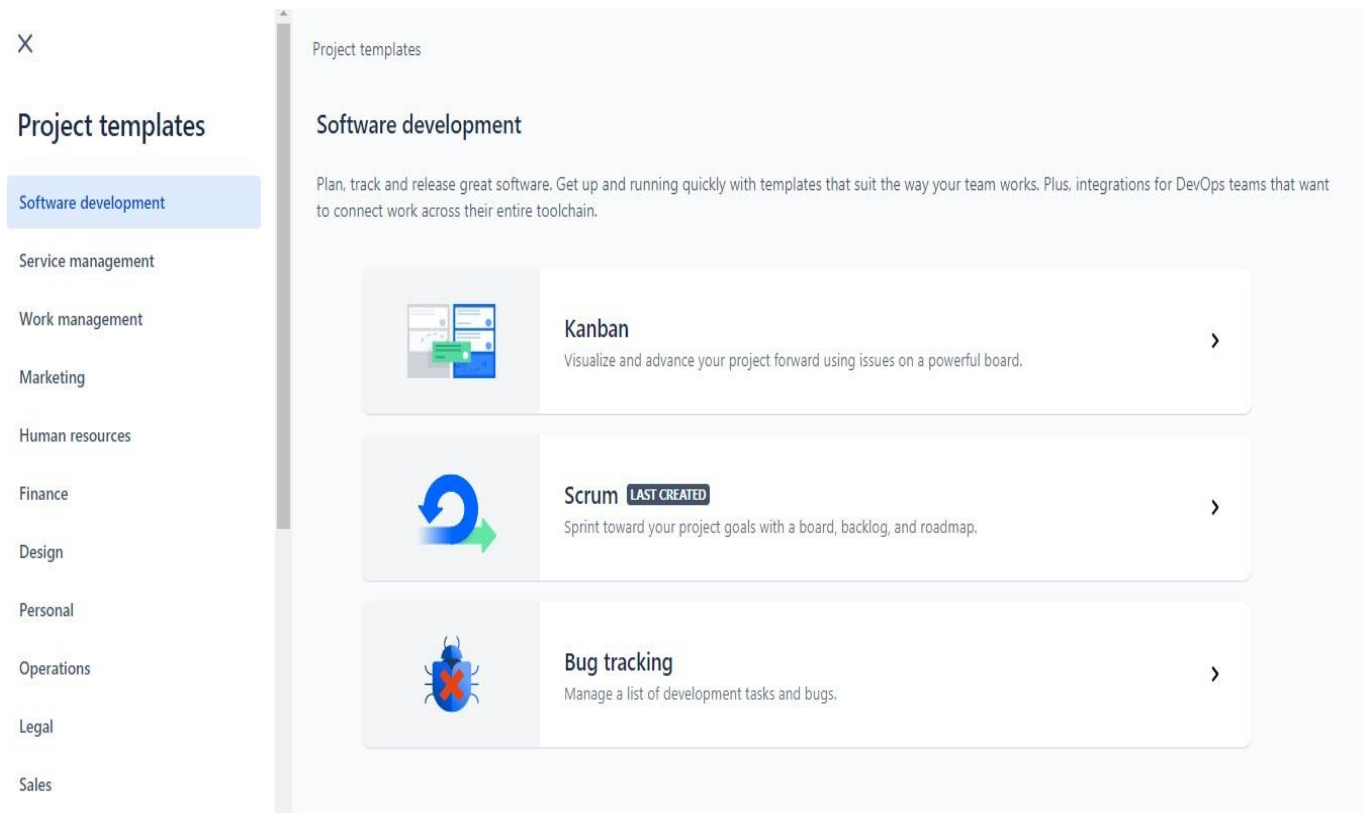 Project templates
Software development
Service management
Work management
Marketing
Human resources
Finance
Design
Personal
Operations
Legal
Sales
Project templates
Software development
Plan, track and release great software. Get up and running quickly with templates that suit the way your team works. Plus, integrations for DevOps teams that want
to connect work across their entire toolchain.
Kanban
Visualize and advance your project forward using issues on a powerful board.
Scrum LAST CREATED
Sprint toward your project goals with a board, backlog, and roadmap.
Bug tracking
Manage a list of development tasks and bugs.